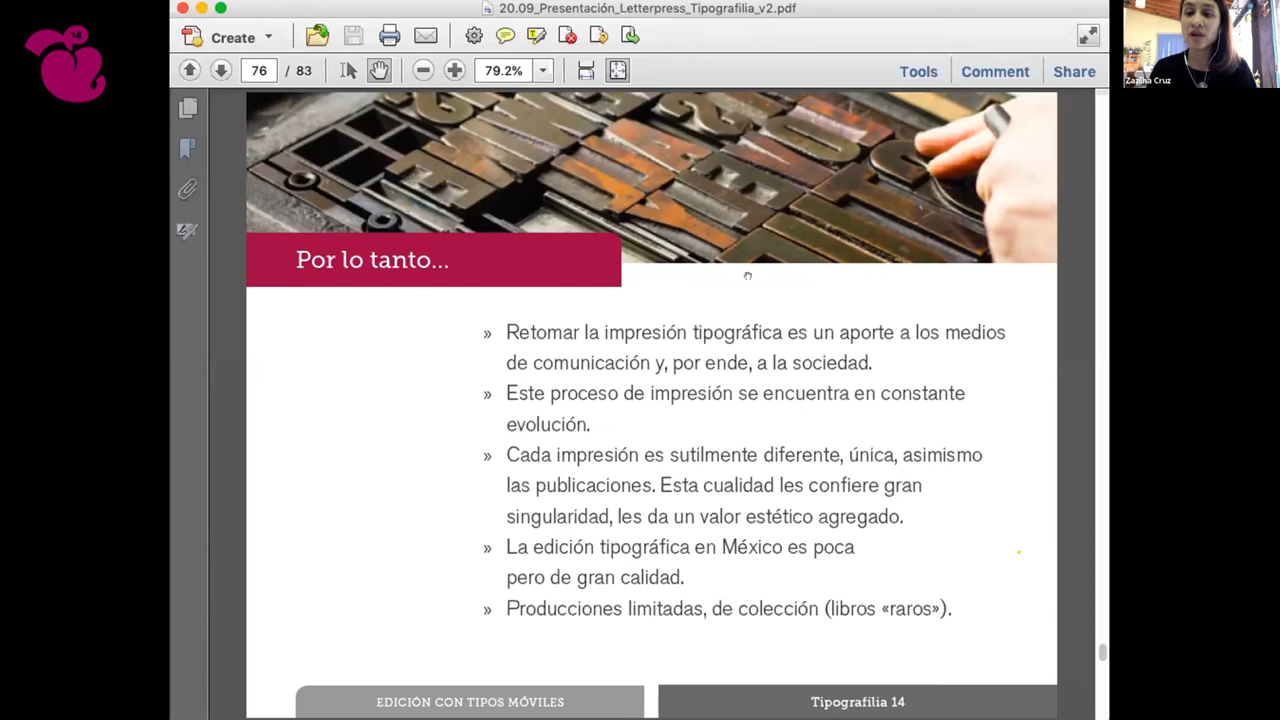 20.09_Presentación_Letterpress_Tipografilia_v2.pdf
Create
76 / 83
79.2%
Tools
Comment
Share
Zazilha Cruz
14
Por lo tanto...
» Retomar la impresión tipográfica es un aporte a los medios
de comunicación y, por ende, a la sociedad.
» Este proceso de impresión se encuentra en constante
evolución.
» Cada impresión es sutilmente diferente, única, asimismo
las publicaciones. Esta cualidad les confiere gran
singularidad, les da un valor estético agregado.
» La edición tipográfica en México es poca
pero de gran calidad.
» Producciones limitadas, de colección (libros «raros»).
EDICIÓN CON TIPOS MÓVILES
Tipografilia 14